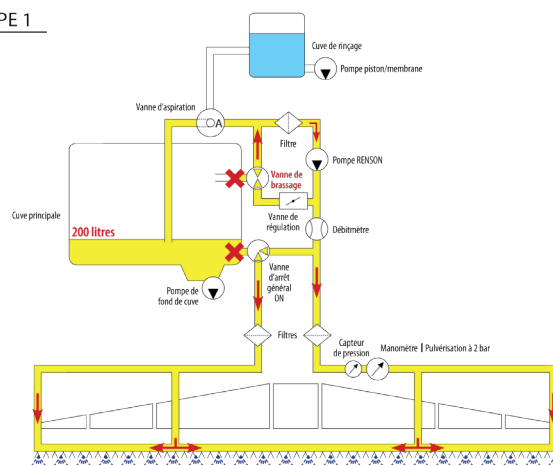 PE 1
Cuve de rinçage
Pompe piston/membrane
Vanne d'aspiration
A
Filtre
Pompe RENSON
Vanne de
brassage
Cuve principale
200 litres
Vanne de
régulation
Débitmètre
Vanne
d'arrêt
général
ON
Pompe de
fond de cuve
Filtres
Capteur
de pression
Manomètre | Pulvérisation à 2 bar